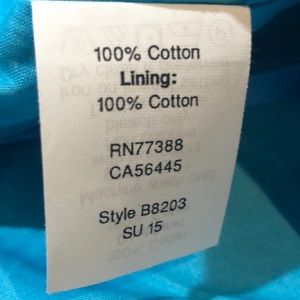 100% Cotton
Lining:
100% Cotton
RN77388
CA56445
Style B8203
SU 15